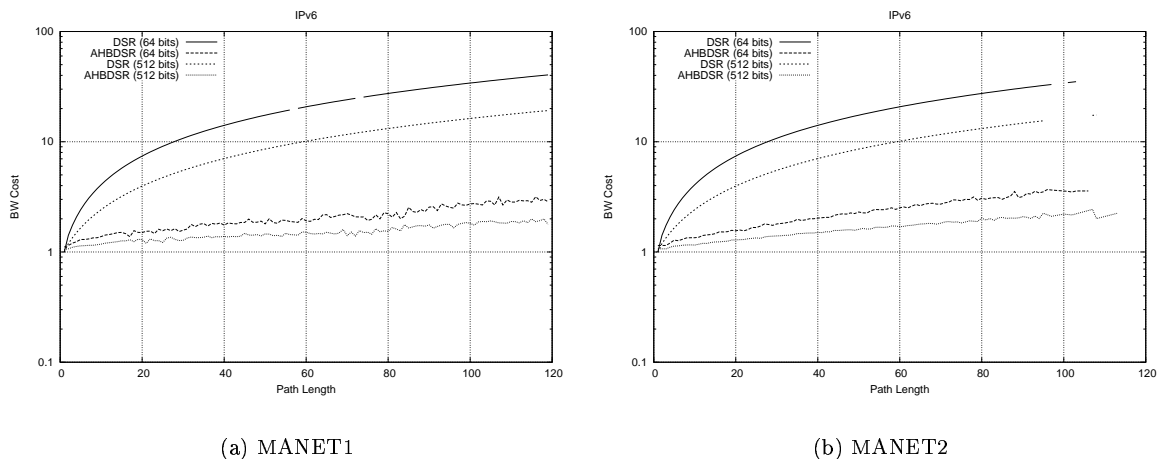 IPv6
100
10
1
0.1
BW Cost
DSR (64 bits)
AHBDSR (64 bits)
DSR (512 bits)
AHBDSR (512 bits)
0 20 40 60 80 100 120
Path Length
(a) MANET1
IPv6
100
10
1
0.1
BW Cost
DSR (64 bits)
AHBDSR (64 bits)
DSR (512 bits)
AHBDSR (512 bits)
0 20 40 60 80 100 120
Path Length
(b) MANET2